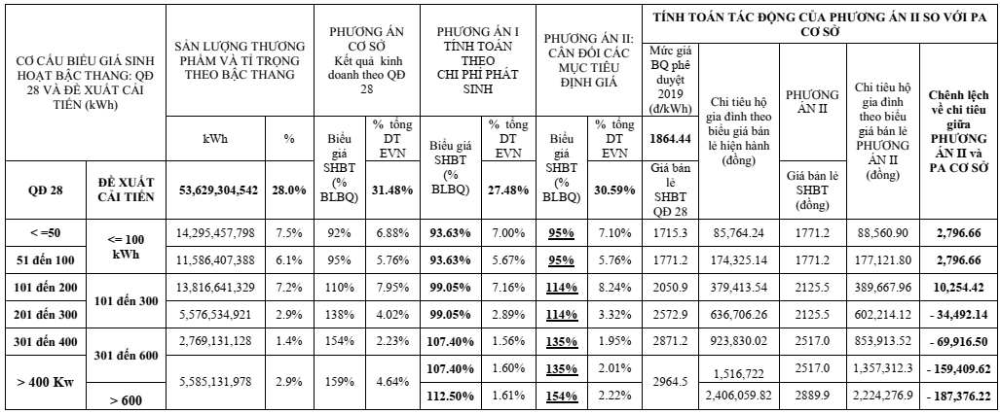 CƠ CẤU BIỂU GIÁ SINH
HOẠT BẬC THANG: QĐ
28 VÀ ĐỀ XUẤT CẢI
TIẾN (kWh)
SẢN LƯỢNG THƯƠNG
PHẨM VÀ TỈ TRỌNG
THEO BẬC THANG
PHƯƠNG ÁN
CƠ SỞ
Kết quả kinh
doanh theo QĐ
28
PHƯƠNG ÁN I
TÍNH TOÁN
THEO
CHI PHÍ PHÁT
SINH
PHƯƠNG ÁN II:
CÂN ĐỐI CÁC
MỤC TIÊU
ĐỊNH GIÁ
TÍNH TOÁN TÁC ĐỘNG CỦA PHƯƠNG ÁN II SO VỚI PA
CƠ SỞ
Mức giá
BQ phê
duyệt
2019
(đ/kWh)
Chi tiêu hộ
gia đình theo
biểu giá bán
lẻ hiện hành
(đồng)
PHƯƠNG
ÁN II
Chi tiêu hộ
gia đình
theo biểu
giá bán lẻ
PHƯƠNG
ÁN II
(đồng)
Chênh lệch
về chi tiêu
giữa
PHƯƠNG
ÁN II và
PA CƠ SỞ
kWh
%
Biểu
giá
SHBT
(%
BLBQ)
% tổng
DT
EVN
Biểu giá
SHBT
(%
BLBQ)
% tổng
DT
EVN
Biểu
giá
SHBT
(%
BLBQ)
% tổng
DT
EVN
1864.44
QĐ 28
ĐỀ XUẤT
CẢI TIẾN
53,629,304,542
28.0%
31.48%
27.48%
30.59%
Giá bán
lẻ
SHBT
QĐ 28
Giá bán lẻ
SHBT
(đồng)
< =50
<= 100
kWh
14,295,457,798
7.5%
92%
6.88%
93.63%
7.00%
95%
7.10%
1715.3
85,764.24
1771.2
88,560.90
2,796.66
51 đến 100
11,586,407,388
6.1%
95%
5.76%
93.63%
5.67%
95%
5.76%
1771.2
174,325.14
1771.2
177,121.80
2,796.66
101 đến 200
101 đến 300
13,816,641,329
7.2%
110%
7.95%
99.05%
7.16%
114%
8.24%
2050.9
379,413.54
2125.5
389,667.96
10,254.42
201 đến 300
5,576,534,921
2.9%
138%
4.02%
99.05%
2.89%
114%
3.32%
2572.9
636,706.26
2125.5
602,214.12
- 34,492.14
301 đến 400
301 đến 600
2,769,131,128
1.4%
154%
2.23%
107.40%
1.56%
135%
1.95%
2871.2
923,830.02
2517.0
853,913.52
- 69,916.50
> 400 Kw
5,585,131,978
2.9%
159%
4.64%
107.40%
1.60%
135%
2.01%
2964.5
1,516,722
2517.0
1,357,312.3
- 159,409.62
> 600
112.50%
1.61%
154%
2.22%
2,406,059.82
2889.9
2,224,276.9
- 187,376.22